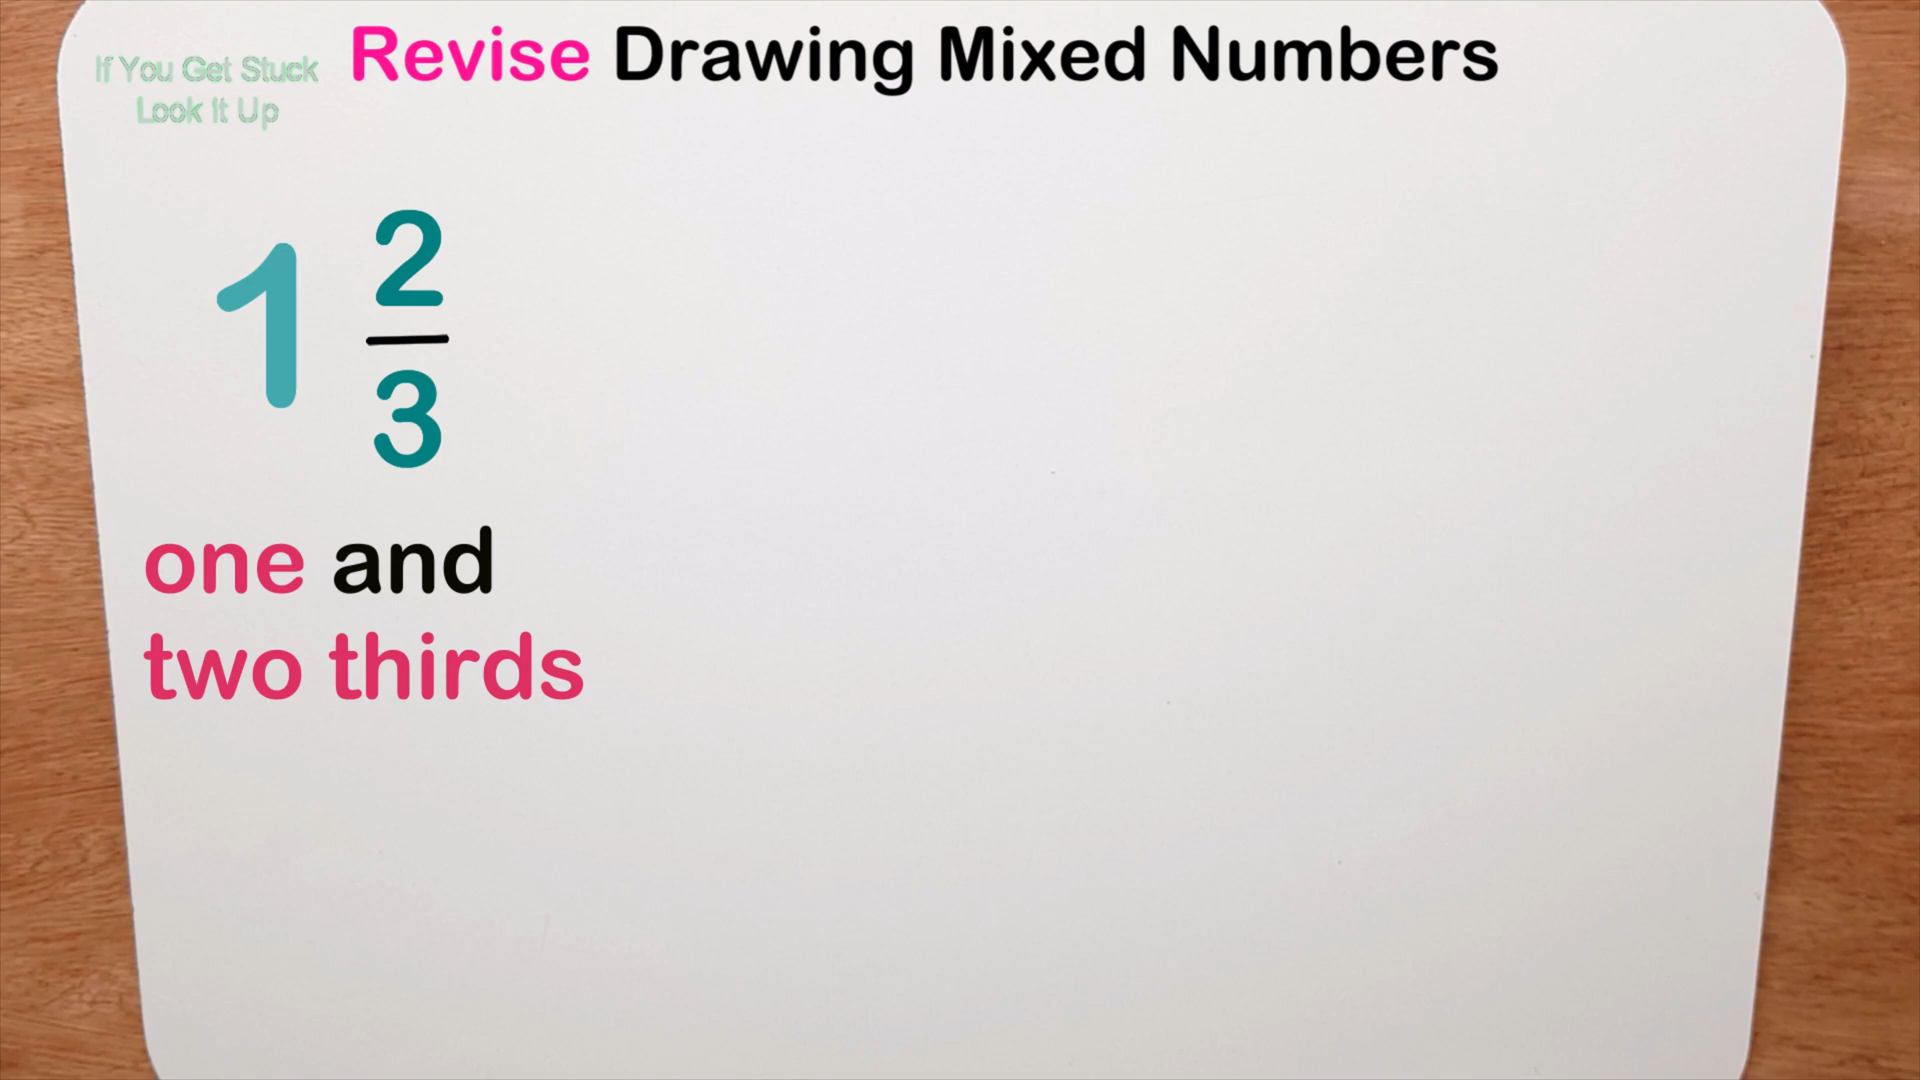 Revise Drawing Mixed Numbers
If You Get Stuck
Look It Up
1 2/3
one and
two thirds